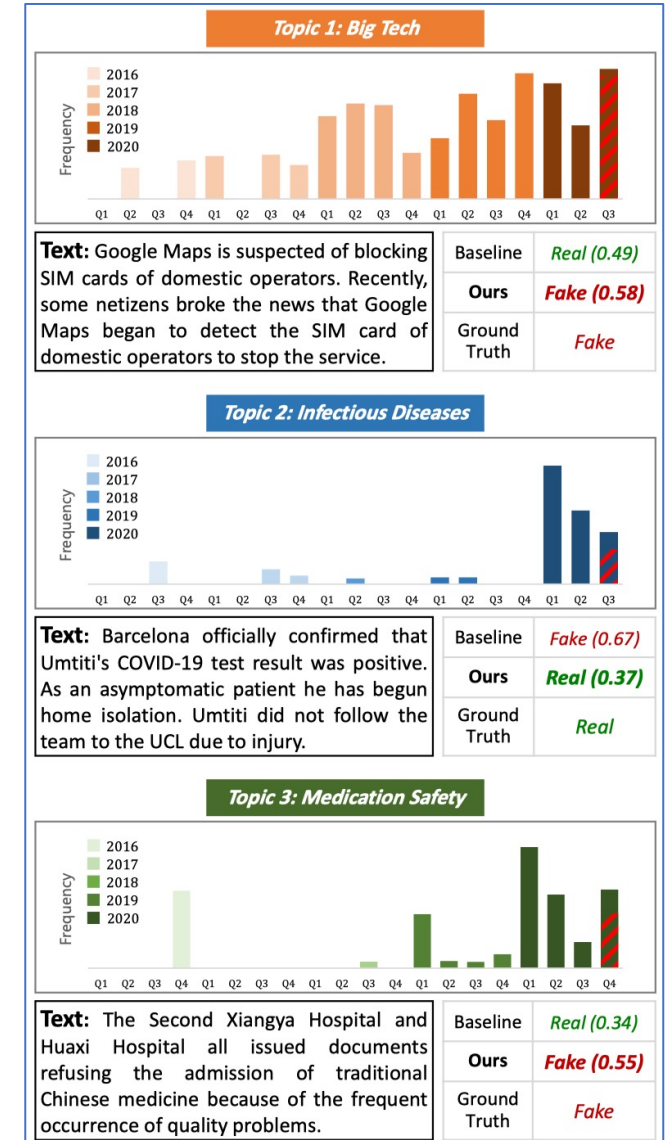 Topic 1: Big Tech
Frequency
2016
2017
2018
2019
2020
Q1 Q2 Q3 Q4 Q1 Q2 Q3 Q4 Q1 Q2 Q3 Q4 Q1 Q2 Q3 Q4 Q1 Q2 Q3
Text: Google Maps is suspected of blocking
SIM cards of domestic operators. Recently,
some netizens broke the news that Google
Maps began to detect the SIM card of
domestic operators to stop the service.
Baseline Real (0.49)
Ours Fake (0.58)
Ground
Truth
Fake
Topic 2: Infectious Diseases
Frequency
2016
2017
2018
2019
2020
Q1 Q2 Q3 Q4 Q1 Q2 Q3 Q4 Q1 Q2 Q3 Q4 Q1 Q2 Q3 Q4 Q1 Q2 Q3
Text: Barcelona officially confirmed that
Umtiti's COVID-19 test result was positive.
As an asymptomatic patient he has begun
home isolation. Umtiti did not follow the
team to the UCL due to injury.
Baseline Fake (0.67)
Ours Real (0.37)
Ground
Truth
Real
Topic 3: Medication Safety
Frequency
2016
2017
2018
2019
2020
Q1 Q2 Q3 Q4 Q1 Q2 Q3 Q4 Q1 Q2 Q3 Q4 Q1 Q2 Q3 Q4 Q1 Q2 Q3 Q4
Text: The Second Xiangya Hospital and
Huaxi Hospital all issued documents
refusing the admission of traditional
Chinese medicine because of the frequent
occurrence of quality problems.
Baseline Real (0.34)
Ours Fake (0.55)
Ground
Truth
Fake